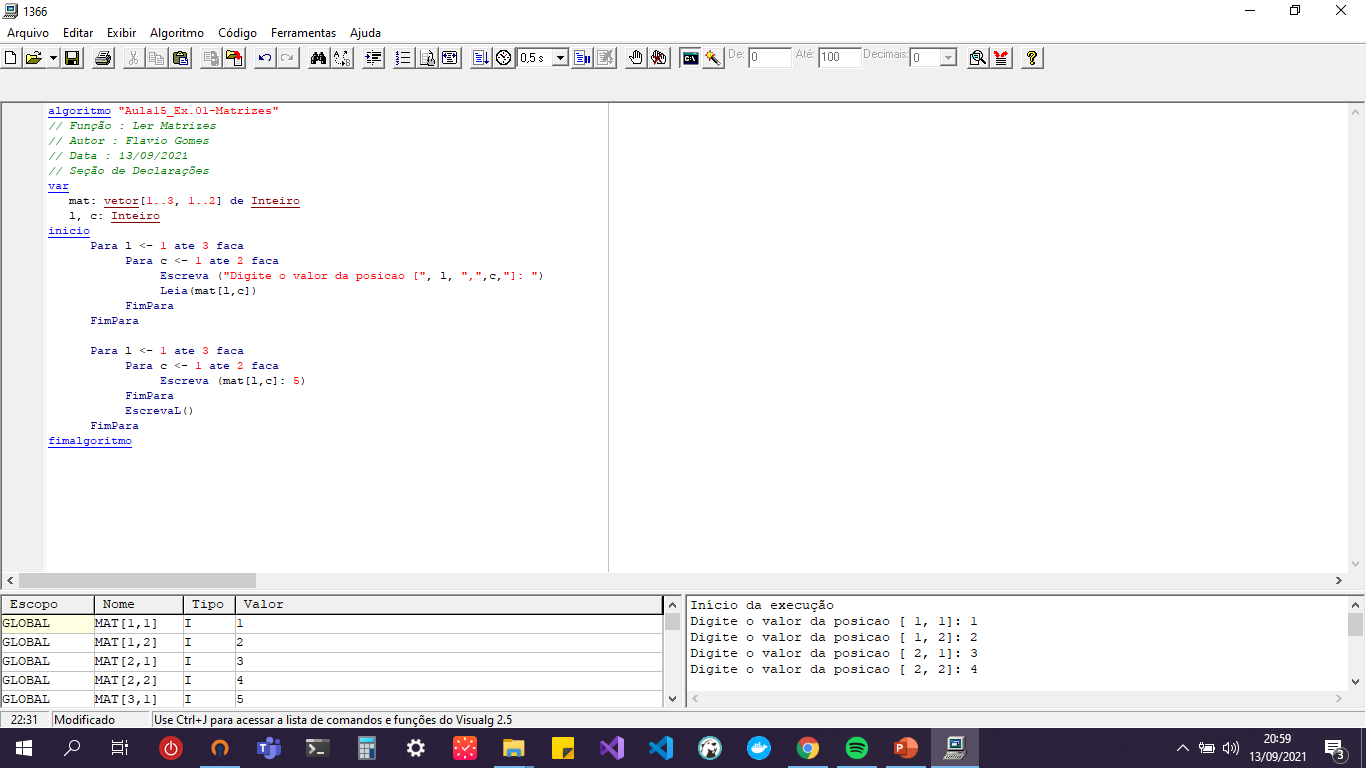 1366
Arquivo Editar Exibir Algoritmo Código Ferramentas Ajuda
0,5 s De: 0 Até: 100 Decimais: 0
algoritmo "Aula15_Ex.01-Matrizes"
// Função : Ler Matrizes
// Autor : Flavio Gomes
// Data : 13/09/2021
// Seção de Declarações
var
mat: vetor[1..3, 1..2] de Inteiro
l, c: Inteiro
inicio
Para l <- 1 ate 3 faca
Para c <- 1 ate 2 faca
Escreva ("Digite o valor da posicao [", l, ",",c,"]: ")
Leia(mat[l,c])
FimPara
FimPara
Para l <- 1 ate 3 faca
Para c <- 1 ate 2 faca
Escreva (mat[l,c]: 5)
FimPara
EscrevaL()
FimPara
fimalgoritmo
Escopo Nome Tipo Valor
GLOBAL MAT[1,1] I 1
GLOBAL MAT[1,2] I 2
GLOBAL MAT[2,1] I 3
GLOBAL MAT[2,2] I 4
GLOBAL MAT[3,1] I 5
Início da execução
Digite o valor da posicao [ 1, 1]: 1
Digite o valor da posicao [ 1, 2]: 2
Digite o valor da posicao [ 2, 1]: 3
Digite o valor da posicao [ 2, 2]: 4
22:31 Modificado Use Ctrl+J para acessar a lista de comandos e funções do Visualg 2.5
20:59
13/09/2021
3